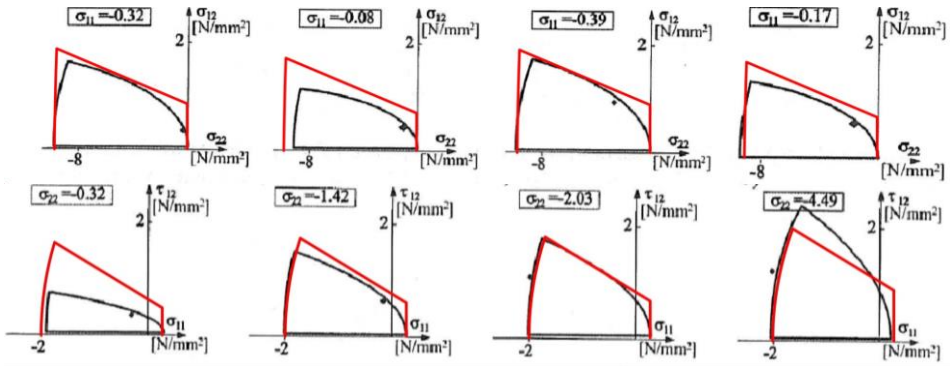 σ11 =-0.32
σ12
[N/mm²]
2
σ22
-8
[N/mm²]
σ11 =-0.08
σ12
[N/mm²]
2
σ22
-8
[N/mm²]
σ11 =-0.39
σ12
[N/mm²]
2
σ22
-8
[N/mm²]
σ11 =-0.17
σ12
[N/mm²]
2
σ22
-8
[N/mm²]
σ22 =-0.32
τ12
[N/mm²]
2
σ11
-2
[N/mm²]
σ22 =-1.42
τ12
[N/mm²]
2
σ11
-2
[N/mm²]
σ22 =-2.03
τ12
[N/mm²]
2
σ11
-2
[N/mm²]
σ22 =-4.49
τ12
[N/mm²]
2
σ11
-2
[N/mm²]